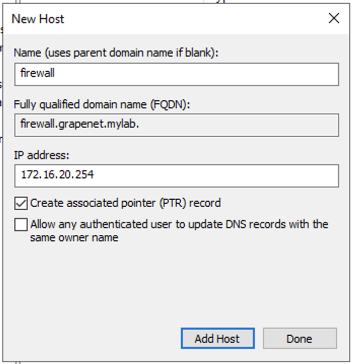 New Host
Name (uses parent domain name if blank):
firewall
Fully qualified domain name (FQDN):
firewall.grapenet.mylab.
IP address:
172.16.20.254
Create associated pointer (PTR) record
Allow any authenticated user to update DNS records with the
same owner name
Add Host
Done